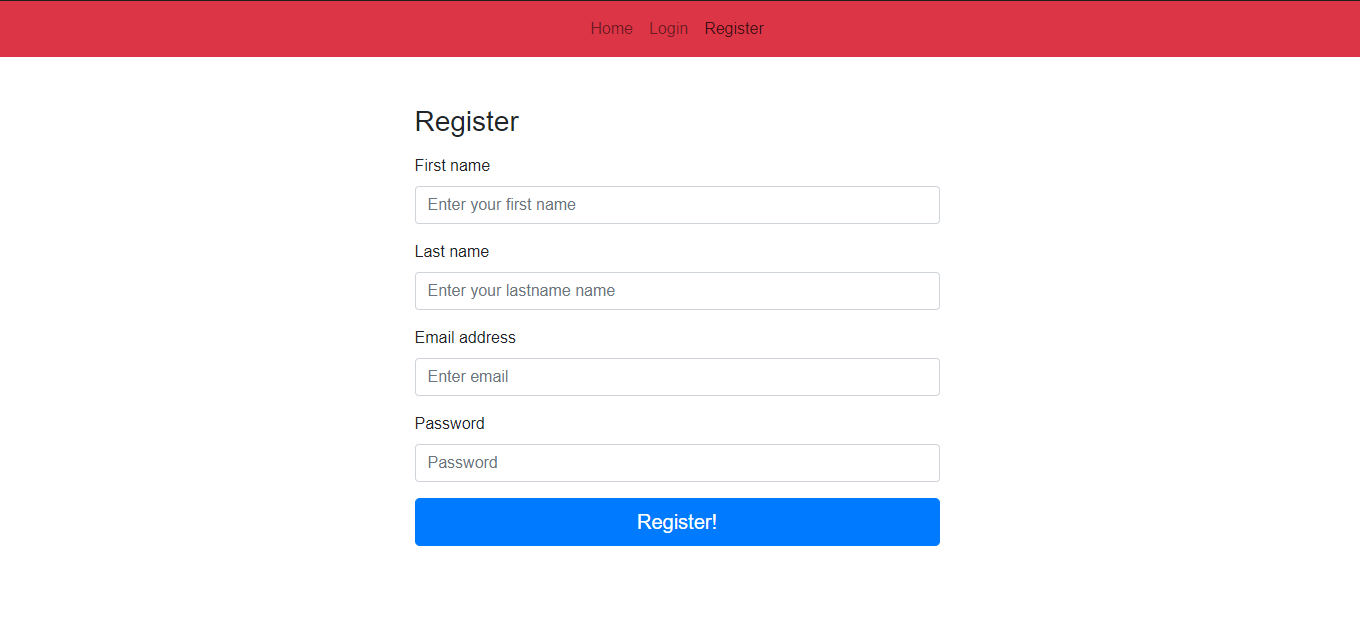 Home Login Register
Register
First name
Enter your first name
Last name
Enter your lastname name
Email address
Enter email
Password
Password
Register!